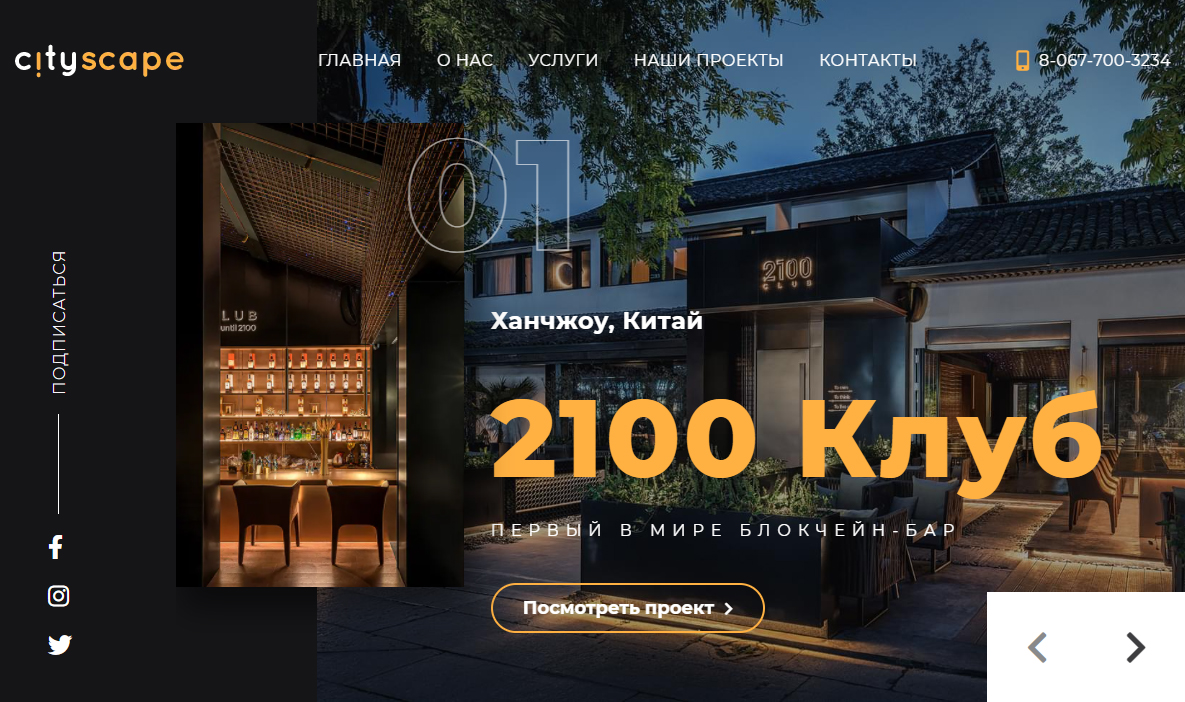 cityscape
ГЛАВНАЯ О НАС УСЛУГИ НАШИ ПРОЕКТЫ КОНТАКТЫ 8-067-700-3234
01
2100
CLUB
LUB
until 2100
Ханчжоу, Китай
ПОДПИСАТЬСЯ
2100 Клуб
ПЕРВЫЙ В МИРЕ БЛОКЧЕЙН-БАР
Посмотреть проект